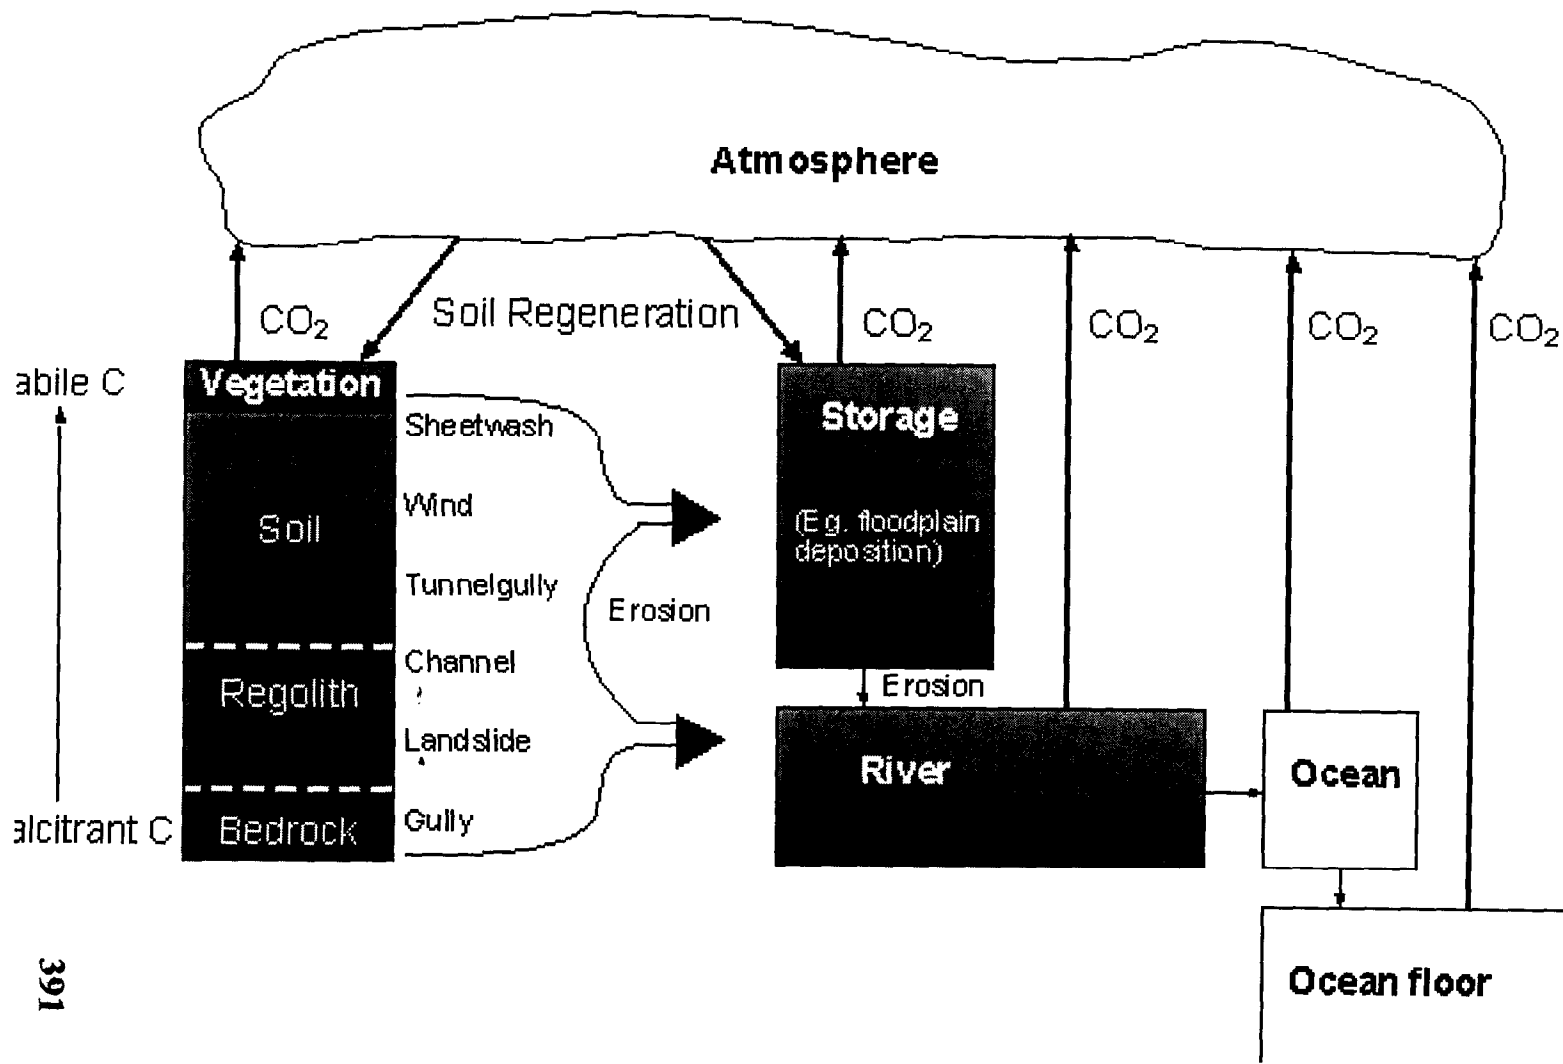 Atmosphere
CO₂
Soil Regeneration
CO₂
CO₂
CO₂
CO₂
abile C
Vegetation
Sheetwash
Storage
Wind
Soil
(Eg. floodplain
deposition)
Tunnelgully
Erosion
Channel
Regolith
Erosion
Landslide
River
Ocean
alcitrant C
Bedrock
Gully
Ocean floor
391